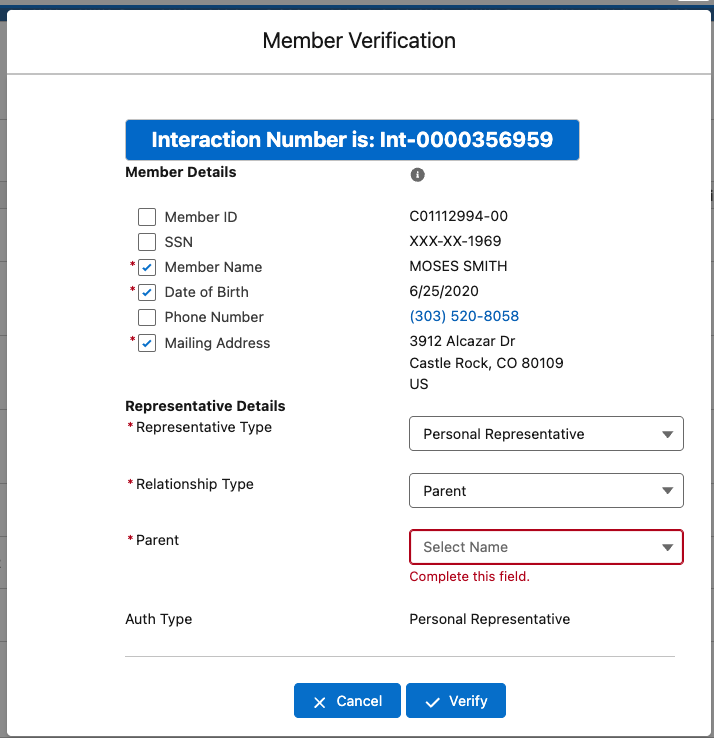 Member Verification
Interaction Number is: Int-0000356959
Member Details
Member ID C01112994-00
SSN XXX-XX-1969
* Member Name MOSES SMITH
* Date of Birth 6/25/2020
Phone Number (303) 520-8058
* Mailing Address 3912 Alcazar Dr
Castle Rock, CO 80109
US
Representative Details
* Representative Type Personal Representative
* Relationship Type Parent
* Parent Select Name
Complete this field.
Auth Type Personal Representative
Cancel Verify